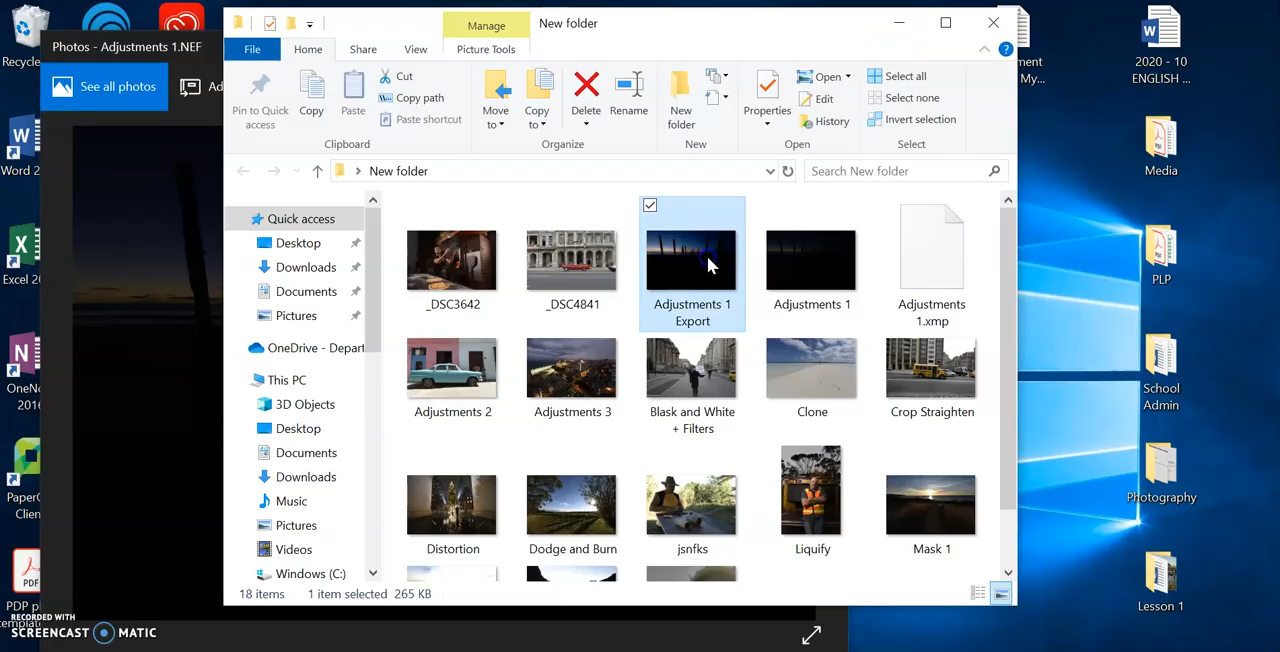 Recycle
Word 2
Excel 20
OneNo
2016
PaperC
Clien
PDF
PDP p
templa
RECORDED WITH
SCREENCAST MATIC
Photos - Adjustments 1.NEF
See all photos
Ad
Manage
New folder
File
Home
Share
View
Picture Tools
Pin to Quick
access
Copy
Paste
Cut
Copy path
Paste shortcut
Clipboard
Move
to
Copy
to
Delete
Rename
Organize
New
folder
New
Properties
Open
Edit
History
Open
Select all
Select none
Invert selection
Select
New folder
Search New folder
Quick access
Desktop
Downloads
Documents
Pictures
OneDrive - Depart
This PC
3D Objects
Desktop
Documents
Downloads
Music
Pictures
Videos
Windows (C:)
_DSC3642
_DSC4841
Adjustments 1
Export
Adjustments 1
Adjustments
1.xmp
Adjustments 2
Adjustments 3
Blask and White
+ Filters
Clone
Crop Straighten
Distortion
Dodge and Burn
jsnfks
Liquify
Mask 1
18 items
1 item selected 265 KB
ment
My...
2020 - 10
ENGLISH ...
Media
PLP
School
Admin
Photography
Lesson 1